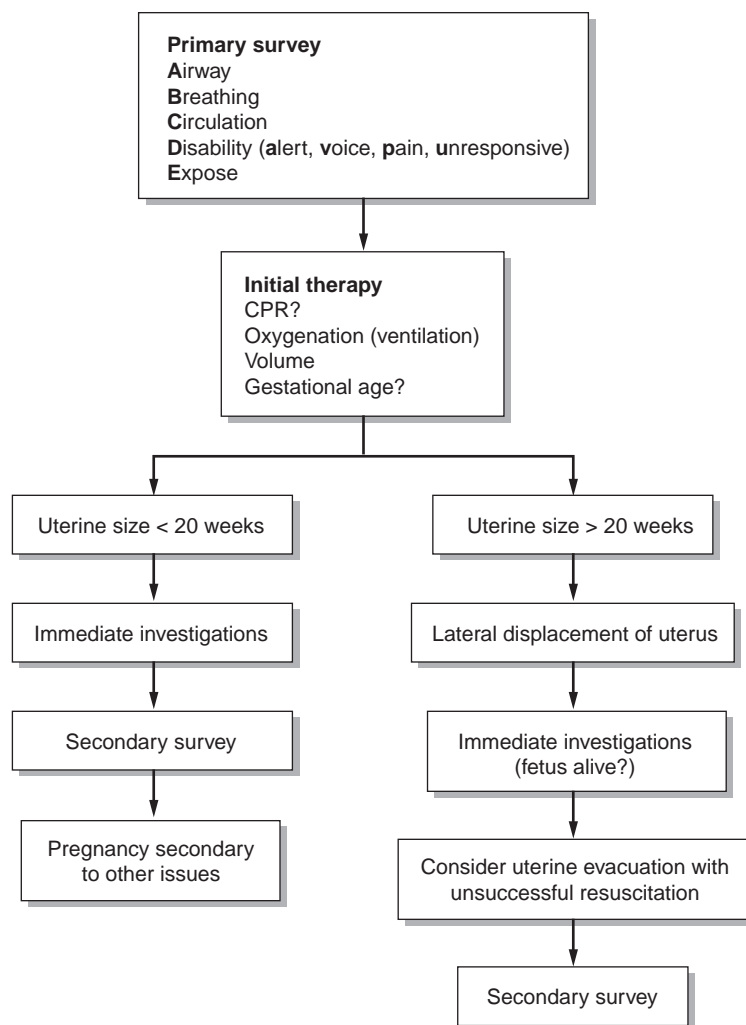 Primary survey
Airway
Breathing
Circulation
Disability (alert, voice, pain, unresponsive)
Expose
Initial therapy
CPR?
Oxygenation (ventilation)
Volume
Gestational age?
Uterine size < 20 weeks
Uterine size > 20 weeks
Immediate investigations
Lateral displacement of uterus
Secondary survey
Immediate investigations
(fetus alive?)
Pregnancy secondary
to other issues
Consider uterine evacuation with
unsuccessful resuscitation
Secondary survey